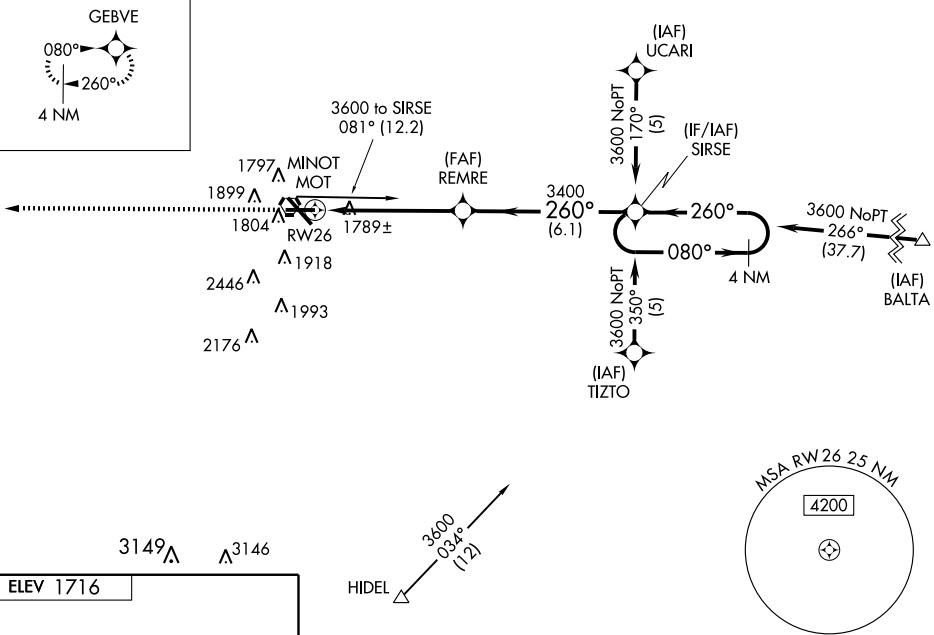 GEBVE
080°
260°
4 NM
(IAF)
UCARI
3600 NoPT
170°
(5)
(IF/IAF)
SIRSE
3600 to SIRSE
081° (12.2)
1797
MINOT
MOT
1899
1804
RW26
1789±
(FAF)
REMRE
3400
260°
(6.1)
260°
080°
4 NM
3600 NoPT
266°
(37.7)
(IAF)
BALTA
1918
2446
1993
2176
3600 NoPT
350°
(5)
(IAF)
TIZTO
MSA RW26 25 NM
4200
3600
034°
(12)
HIDEL
3149
3146
ELEV 1716